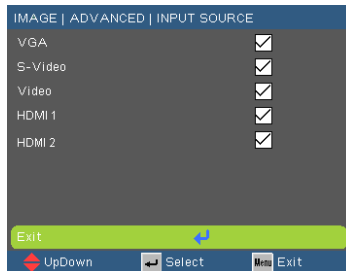 IMAGE | ADVANCED | INPUT SOURCE
VGA
S-Video
Video
HDMI 1
HDMI 2
Exit
UpDown Select Menu Exit